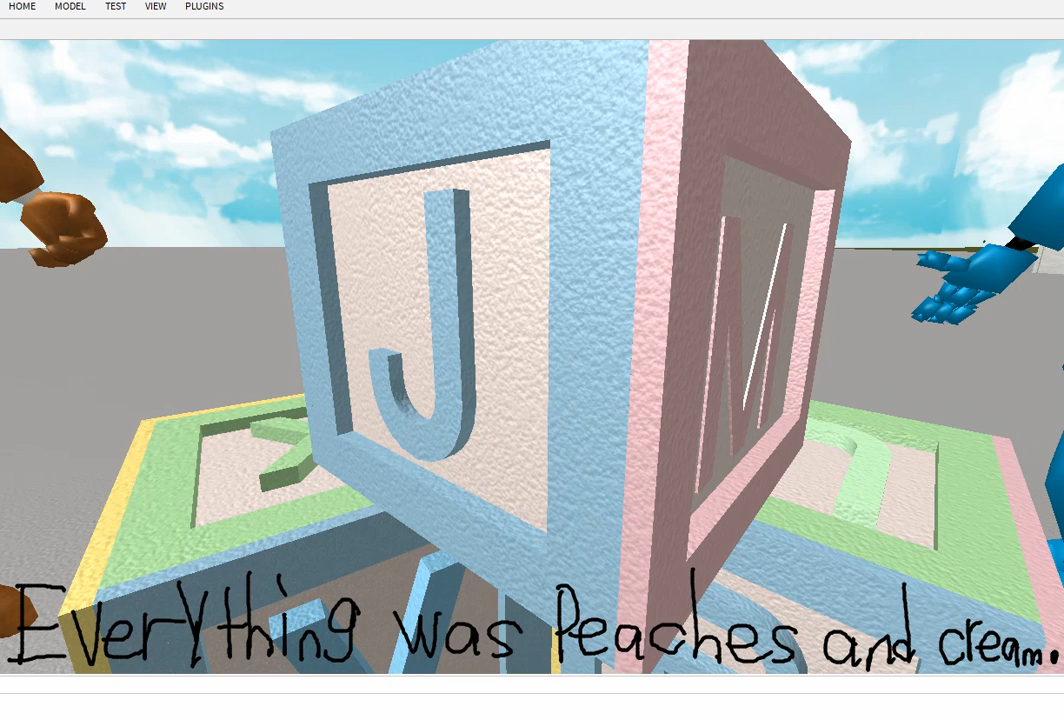 HOME MODEL TEST VIEW PLUGINS
J M
Everything was Peaches and cream.